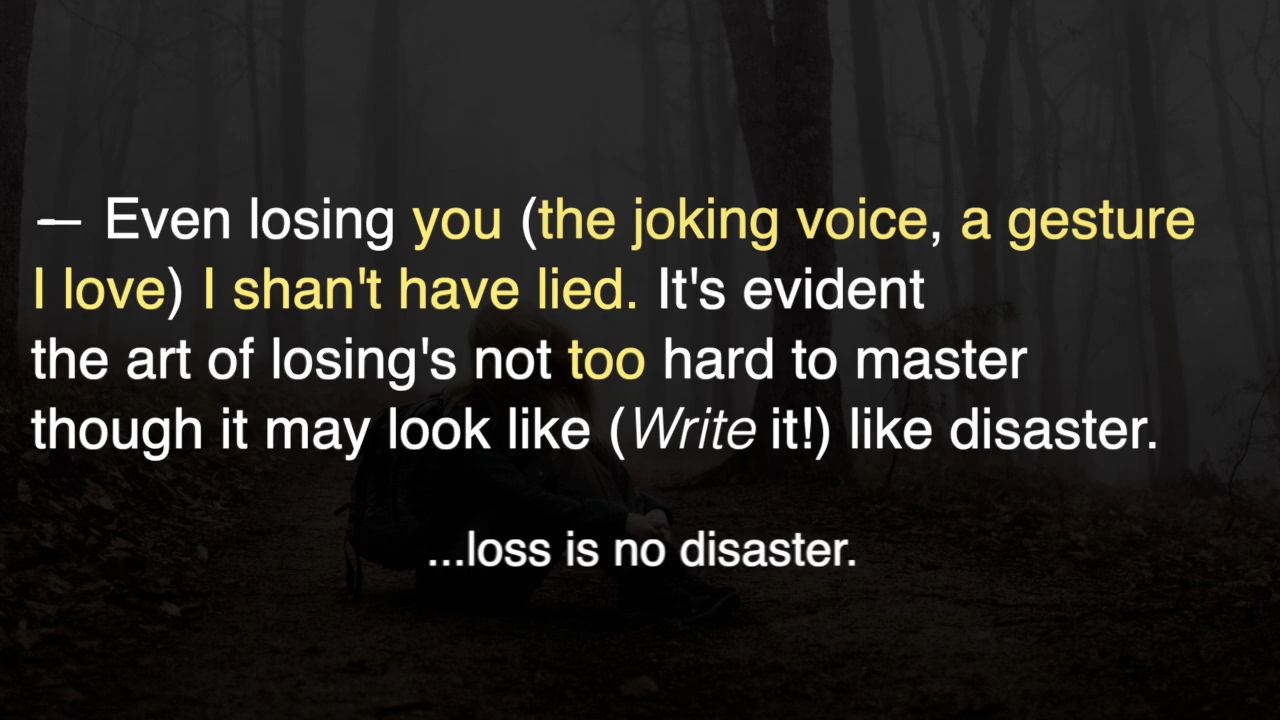 — Even losing you (the joking voice, a gesture
I love) I shan't have lied. It's evident
the art of losing's not too hard to master
though it may look like (Write it!) like disaster.
...loss is no disaster.